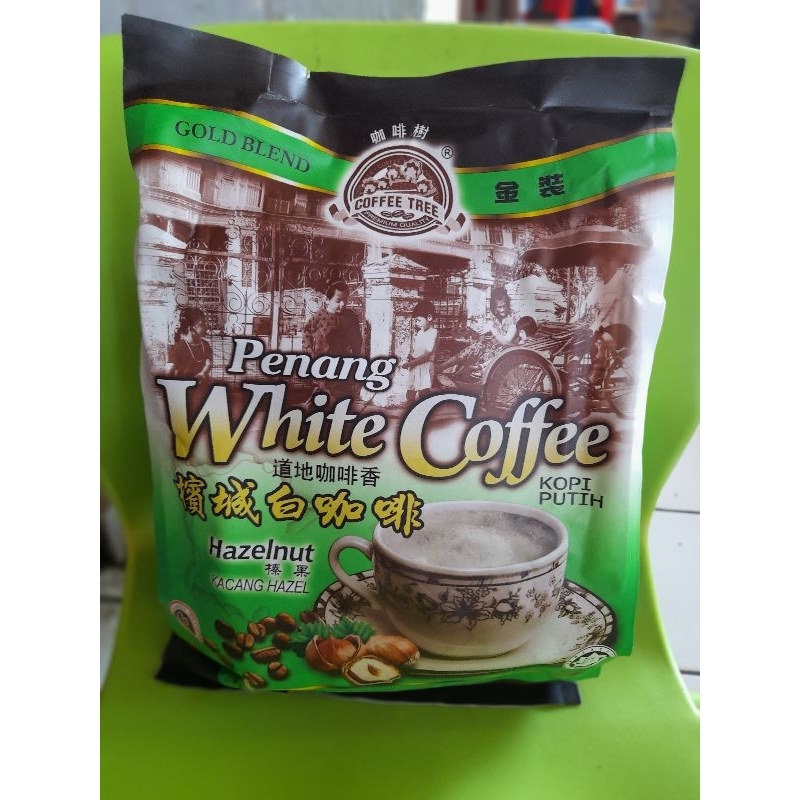 GOLD BLEND
咖啡樹
®
COFFEE TREE
PREMIUM QUALITY
金裝
Penang
White Coffee
道地咖啡香
KOPI
PUTIH
檳城白咖啡
Hazelnut
榛果
KACANG HAZEL